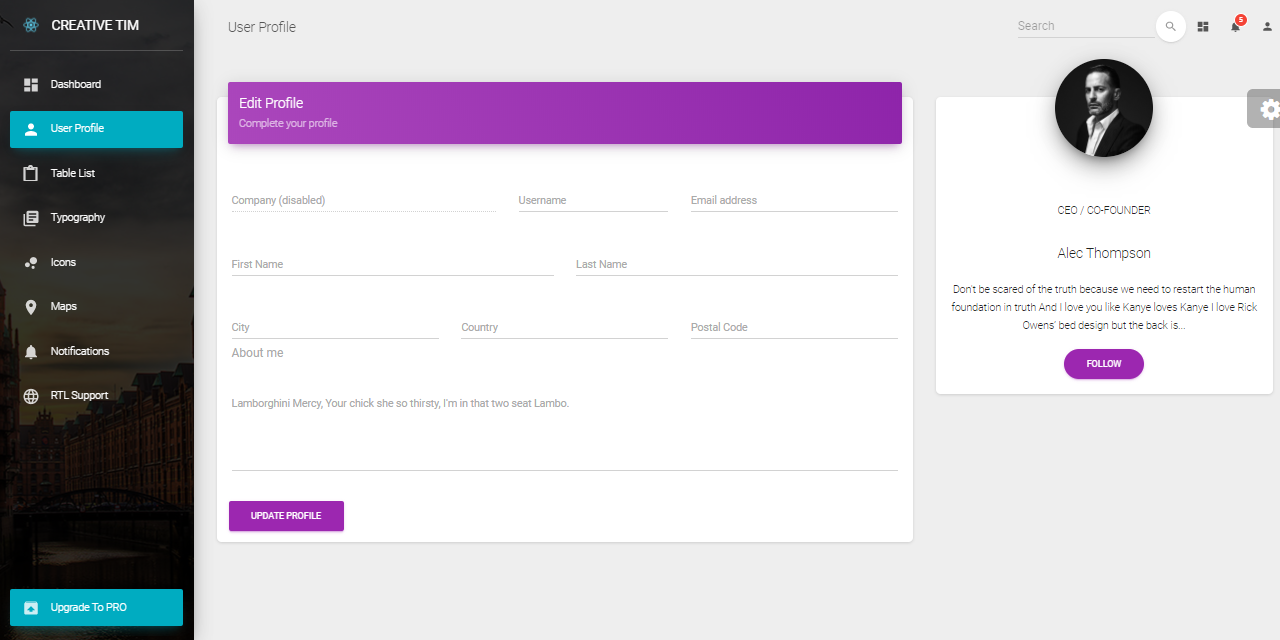 CREATIVE TIM
Dashboard
User Profile
Table List
Typography
Icons
Maps
Notifications
RTL Support
Upgrade To PRO
User Profile
Search
5
Edit Profile
Complete your profile
Company (disabled)
Username
Email address
First Name
Last Name
City
Country
Postal Code
About me
Lamborghini Mercy, Your chick she so thirsty, I'm in that two seat Lambo.
UPDATE PROFILE
CEO / CO-FOUNDER
Alec Thompson
Don't be scared of the truth because we need to restart the human
foundation in truth And I love you like Kanye loves Kanye I love Rick
Owens' bed design but the back is...
FOLLOW